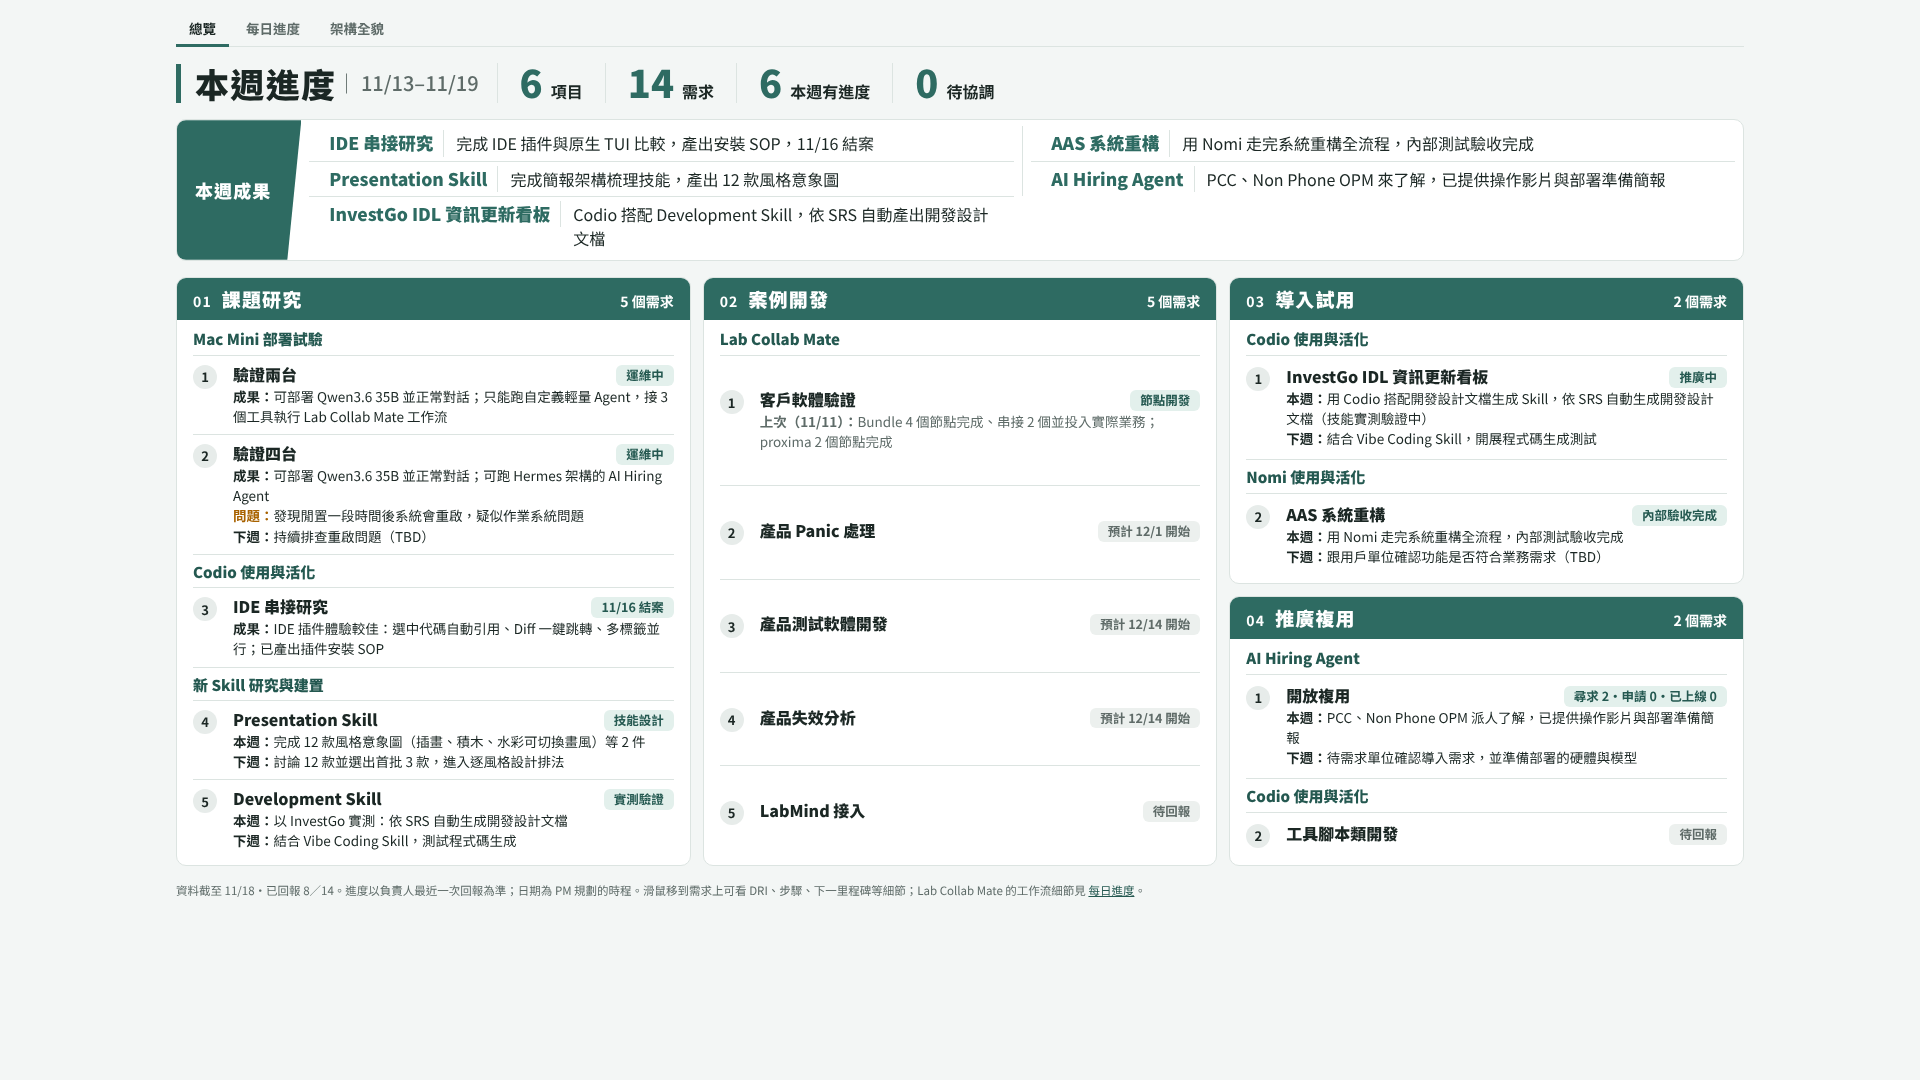 總覽 每日進度 架構全貌
本週進度 11/13–11/19 6 項目 14 需求 6 本週有進度 0 待協調
本週成果
IDE 串接研究 完成 IDE 插件與原生 TUI 比較，產出安裝 SOP，11/16 結案
AAS 系統重構 用 Nomi 走完系統重構全流程，內部測試驗收完成
Presentation Skill 完成簡報架構梳理技能，產出 12 款風格意象圖
AI Hiring Agent PCC、Non Phone OPM 來了解，已提供操作影片與部署準備簡報
InvestGo IDL 資訊更新看板 Codio 搭配 Development Skill，依 SRS 自動產出開發設計
文檔
01 課題研究 5 個需求
Mac Mini 部署試驗
1 驗證兩台 運維中
成果：可部署 Qwen3.6 35B 並正常對話；只能跑自定義輕量 Agent，接 3
個工具執行 Lab Collab Mate 工作流
2 驗證四台 運維中
成果：可部署 Qwen3.6 35B 並正常對話；可跑 Hermes 架構的 AI Hiring
Agent
問題：發現閒置一段時間後系統會重啟，疑似作業系統問題
下週：持續排查重啟問題（TBD）
Codio 使用與活化
3 IDE 串接研究 11/16 結案
成果：IDE 插件體驗較佳：選中代碼自動引用、Diff 一鍵跳轉、多標籤並
行；已產出插件安裝 SOP
新 Skill 研究與建置
4 Presentation Skill 技能設計
本週：完成 12 款風格意象圖（插畫、積木、水彩可切換畫風）等 2 件
下週：討論 12 款並選出首批 3 款，進入逐風格設計排法
5 Development Skill 實測驗證
本週：以 InvestGo 實測：依 SRS 自動生成開發設計文檔
下週：結合 Vibe Coding Skill，測試程式碼生成
02 案例開發 5 個需求
Lab Collab Mate
1 客戶軟體驗證 節點開發
上次（11/11）：Bundle 4 個節點完成、串接 2 個並投入實際業務；
proxima 2 個節點完成
2 產品 Panic 處理 預計 12/1 開始
3 產品測試軟體開發 預計 12/14 開始
4 產品失效分析 預計 12/14 開始
5 LabMind 接入 待回報
03 導入試用 2 個需求
Codio 使用與活化
1 InvestGo IDL 資訊更新看板 推廣中
本週：用 Codio 搭配開發設計文檔生成 Skill，依 SRS 自動生成開發設計
文檔（技能實測驗證中）
下週：結合 Vibe Coding Skill，開展程式碼生成測試
Nomi 使用與活化
2 AAS 系統重構 內部驗收完成
本週：用 Nomi 走完系統重構全流程，內部測試驗收完成
下週：跟用戶單位確認功能是否符合業務需求（TBD）
04 推廣複用 2 個需求
AI Hiring Agent
1 開放複用 尋求 2・申請 0・已上線 0
本週：PCC、Non Phone OPM 派人了解，已提供操作影片與部署準備簡
報
下週：待需求單位確認導入需求，並準備部署的硬體與模型
Codio 使用與活化
2 工具腳本類開發 待回報
資料截至 11/18・已回報 8／14。進度以負責人最近一次回報為準；日期為 PM 規劃的時程。滑鼠移到需求上可看 DRI、步驟、下一里程碑等細節；Lab Collab Mate 的工作流細節見 每日進度。